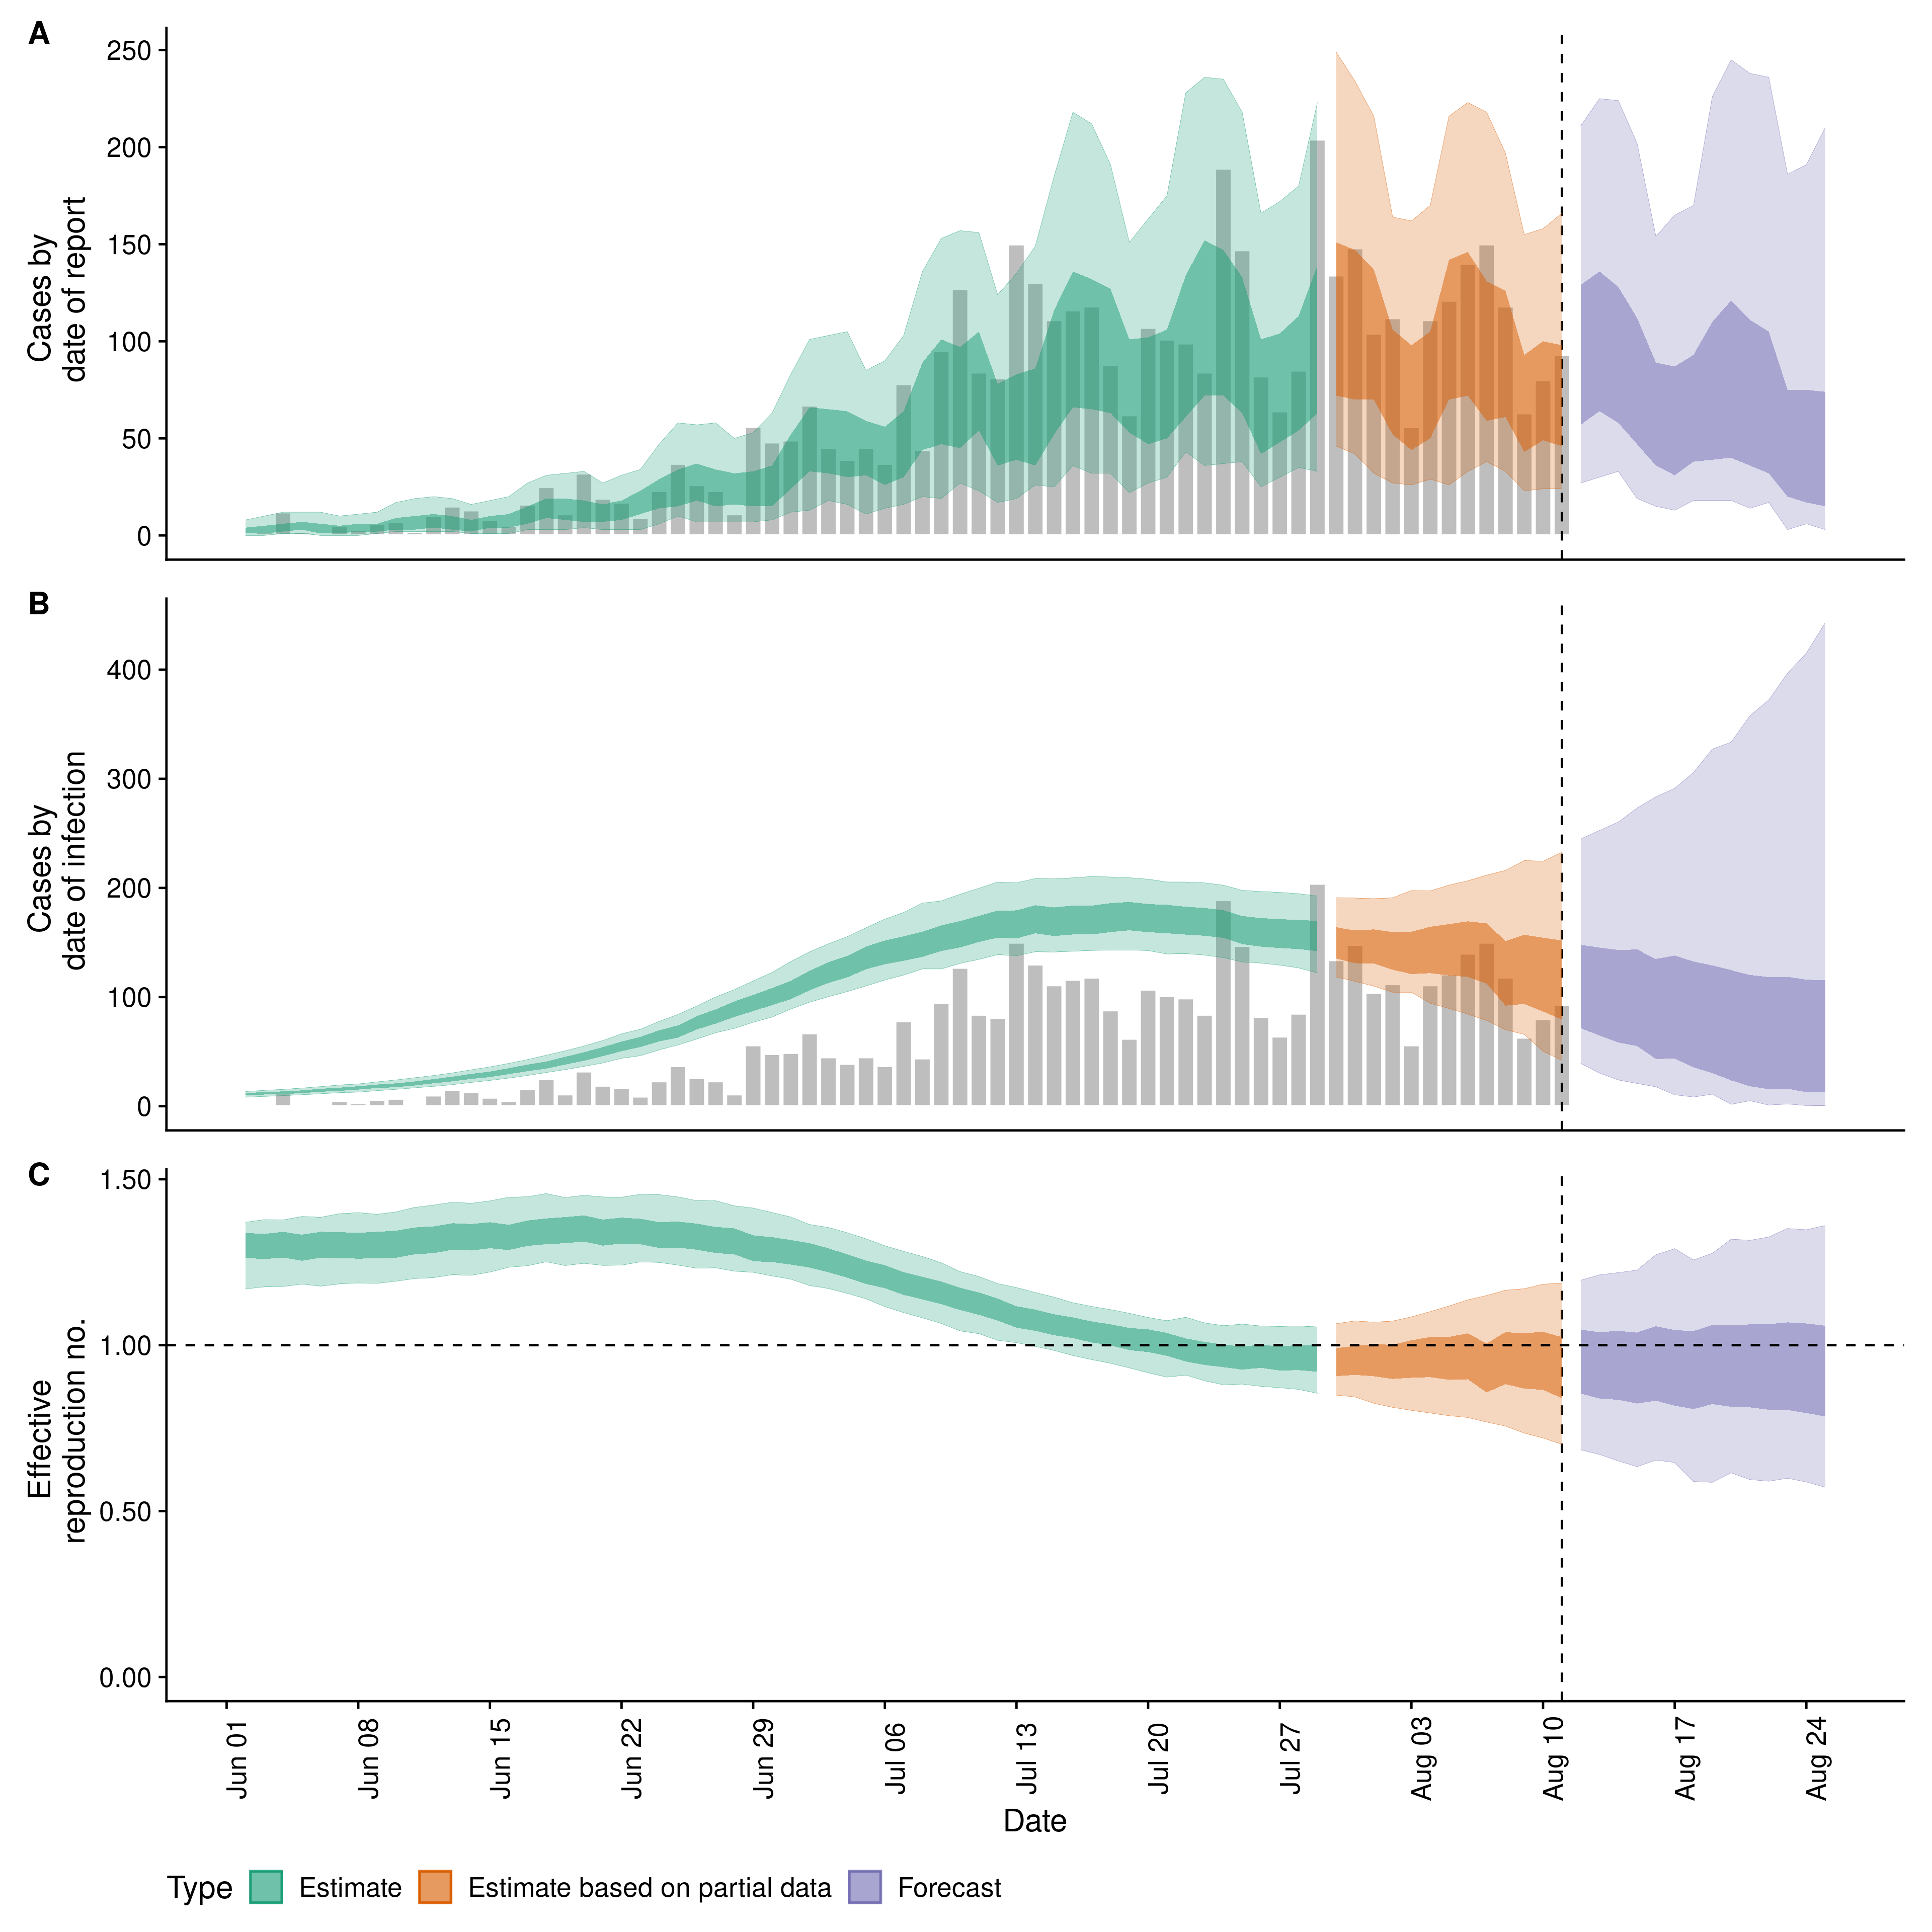 A
Cases by
date of report
250
200
150
100
50
0
B
Cases by
date of infection
400
300
200
100
0
C
Effective
reproduction no.
1.50
1.00
0.50
0.00
Jun 01
Jun 08
Jun 15
Jun 22
Jun 29
Jul 06
Jul 13
Jul 20
Jul 27
Aug 03
Aug 10
Aug 17
Aug 24
Date
Type
Estimate
Estimate based on partial data
Forecast